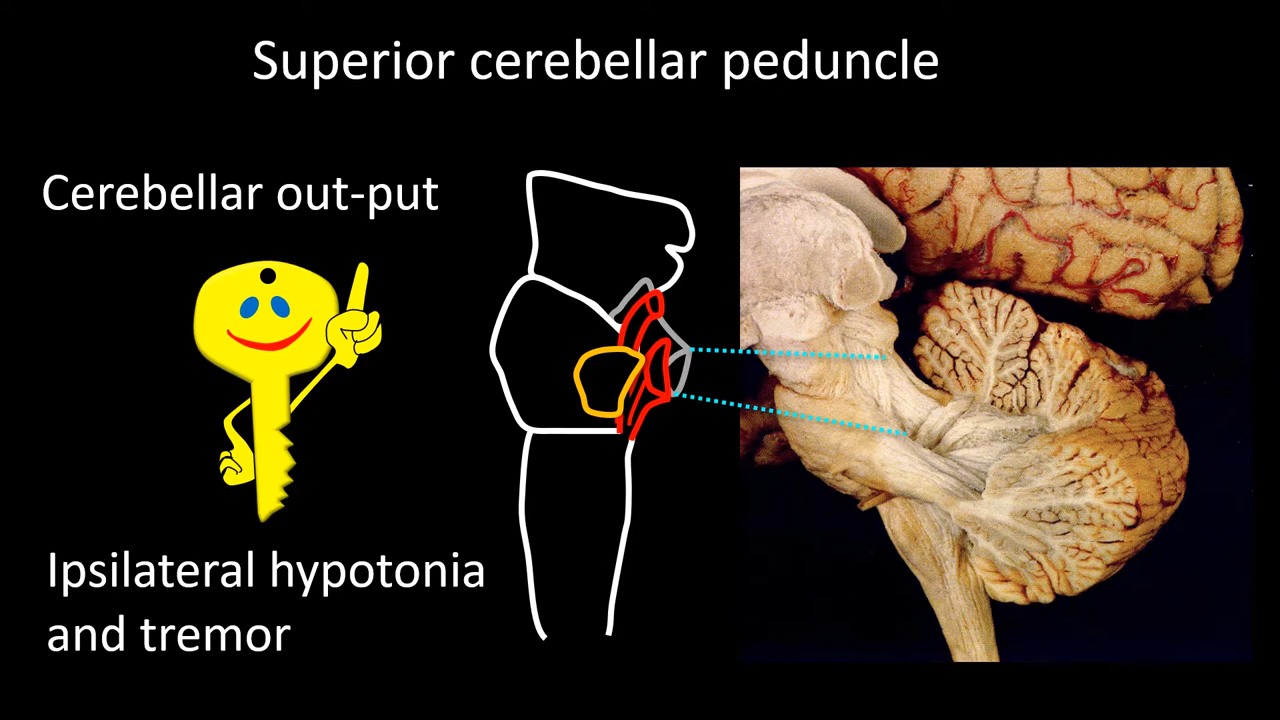 Superior cerebellar peduncle
Cerebellar out-put
Ipsilateral hypotonia
and tremor